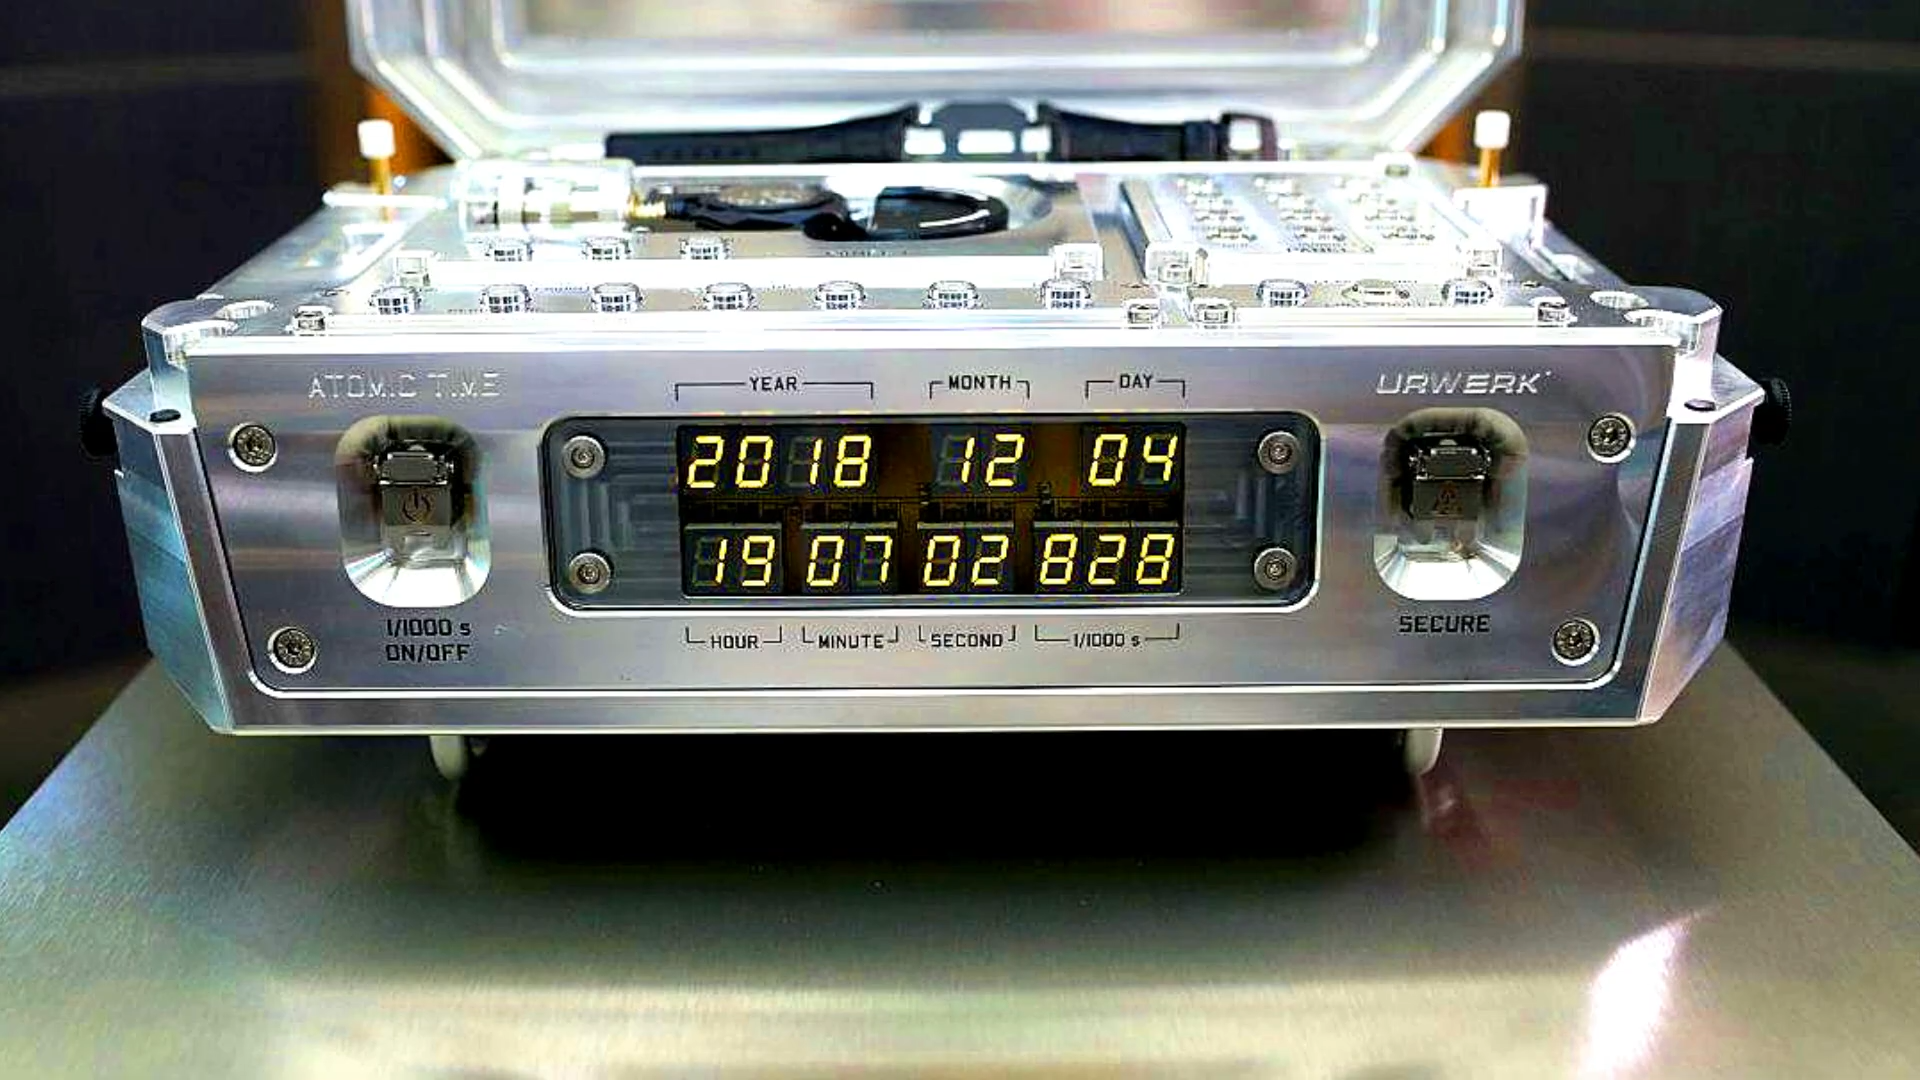 ATOMIC TIME
YEAR MONTH DAY
URWERK
2018 12 04
19 07 02 828
HOUR MINUTE SECOND 1/1000 s
1/1000 s
ON/OFF
SECURE